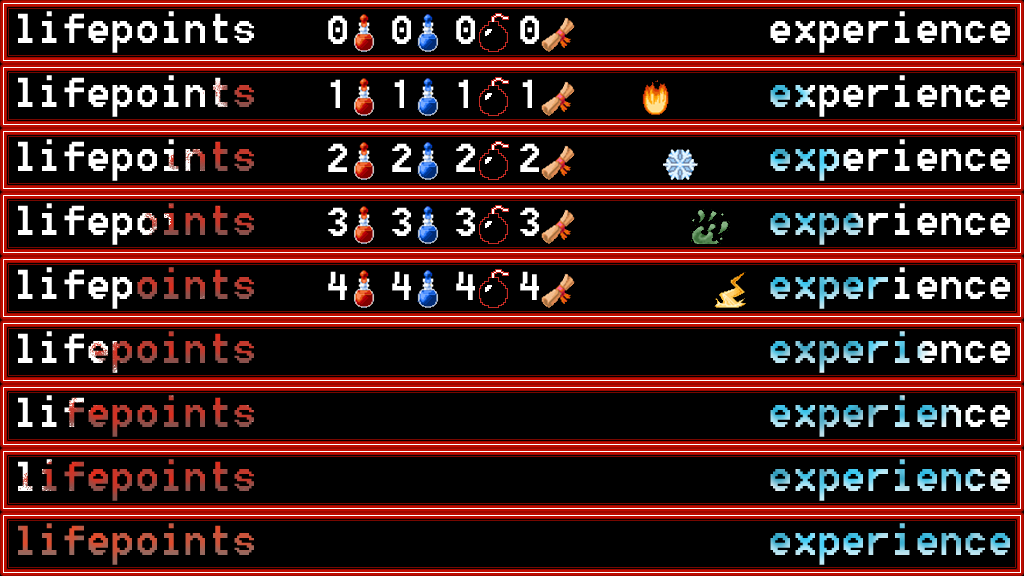 lifepoints 0 0 0 0 experience
lifepoints 1 1 1 1 experience
lifepoints 2 2 2 2 experience
lifepoints 3 3 3 3 experience
lifepoints 4 4 4 4 experience
lifepoints experience
lifepoints experience
lifepoints experience
lifepoints experience